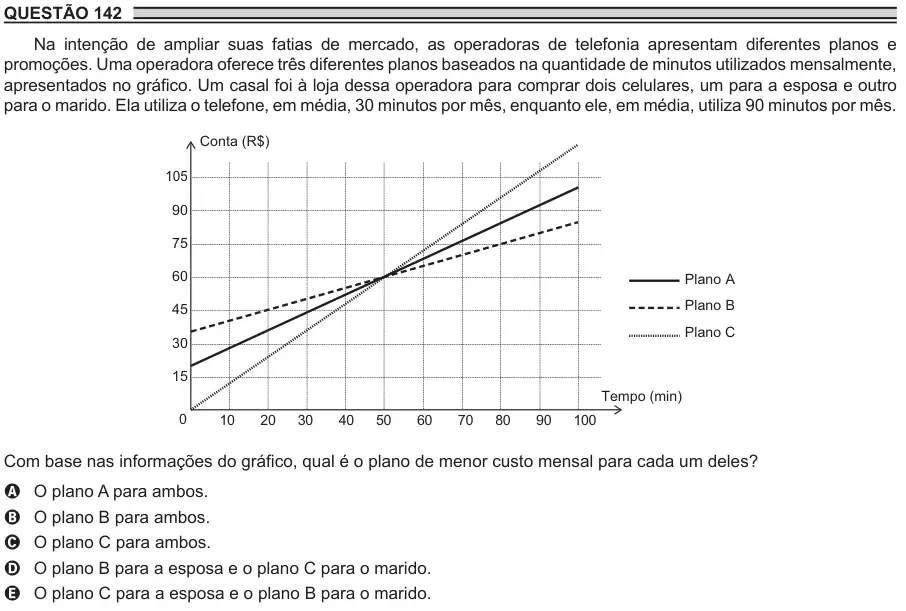 QUESTÃO 142
Na intenção de ampliar suas fatias de mercado, as operadoras de telefonia apresentam diferentes planos e
promoções. Uma operadora oferece três diferentes planos baseados na quantidade de minutos utilizados mensalmente,
apresentados no gráfico. Um casal foi à loja dessa operadora para comprar dois celulares, um para a esposa e outro
para o marido. Ela utiliza o telefone, em média, 30 minutos por mês, enquanto ele, em média, utiliza 90 minutos por mês.
Conta (R$)
105
90
75
60
45
30
15
0 10 20 30 40 50 60 70 80 90 100
Tempo (min)
Plano A
Plano B
Plano C
Com base nas informações do gráfico, qual é o plano de menor custo mensal para cada um deles?
A O plano A para ambos.
B O plano B para ambos.
C O plano C para ambos.
D O plano B para a esposa e o plano C para o marido.
E O plano C para a esposa e o plano B para o marido.